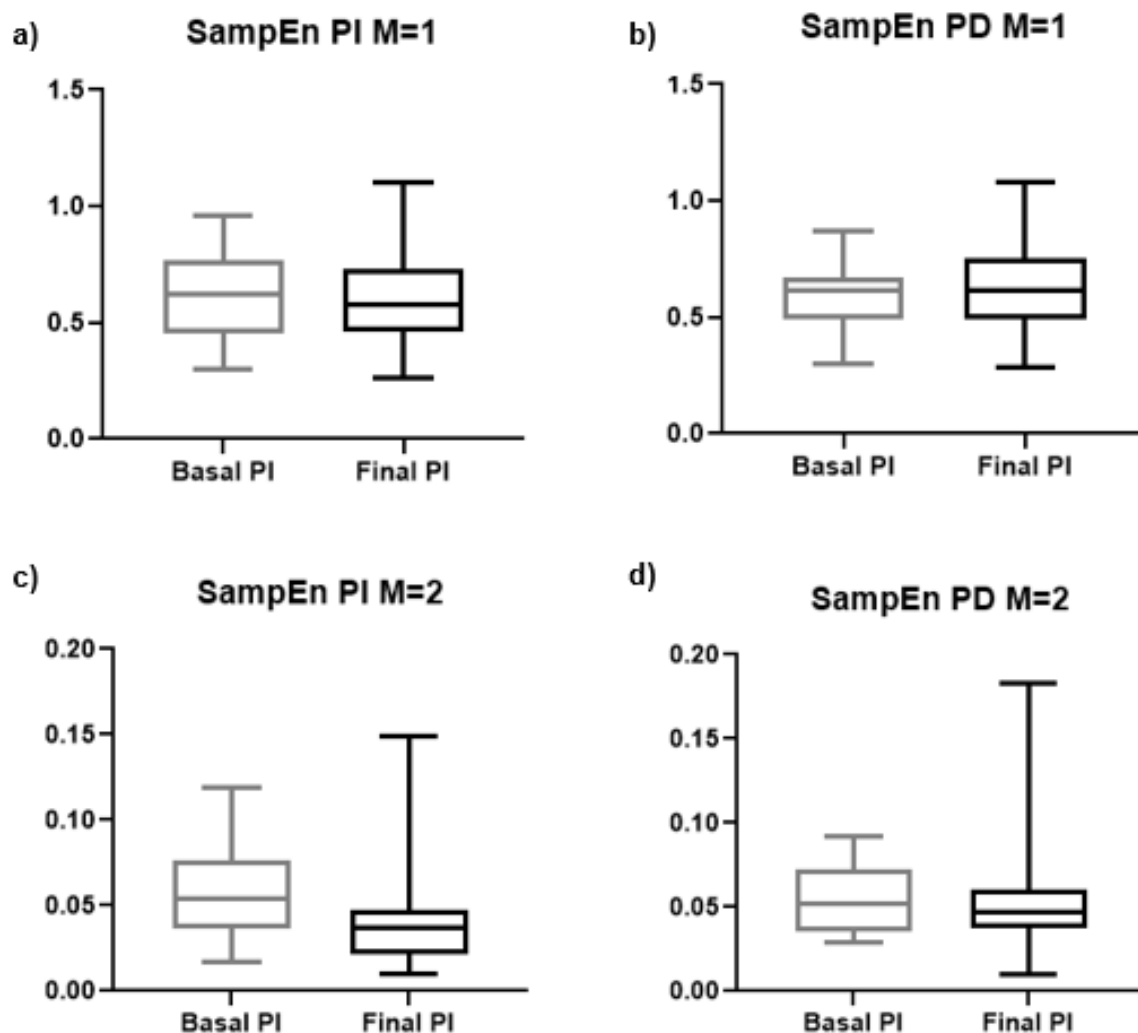 a)
SampEn PI M=1
1.5
1.0
0.5
0.0
Basal PI
Final PI
b)
SampEn PD M=1
1.5
1.0
0.5
0.0
Basal PI
Final PI
c)
SampEn PI M=2
0.20
0.15
0.10
0.05
0.00
Basal PI
Final PI
d)
SampEn PD M=2
0.20
0.15
0.10
0.05
0.00
Basal PI
Final PI